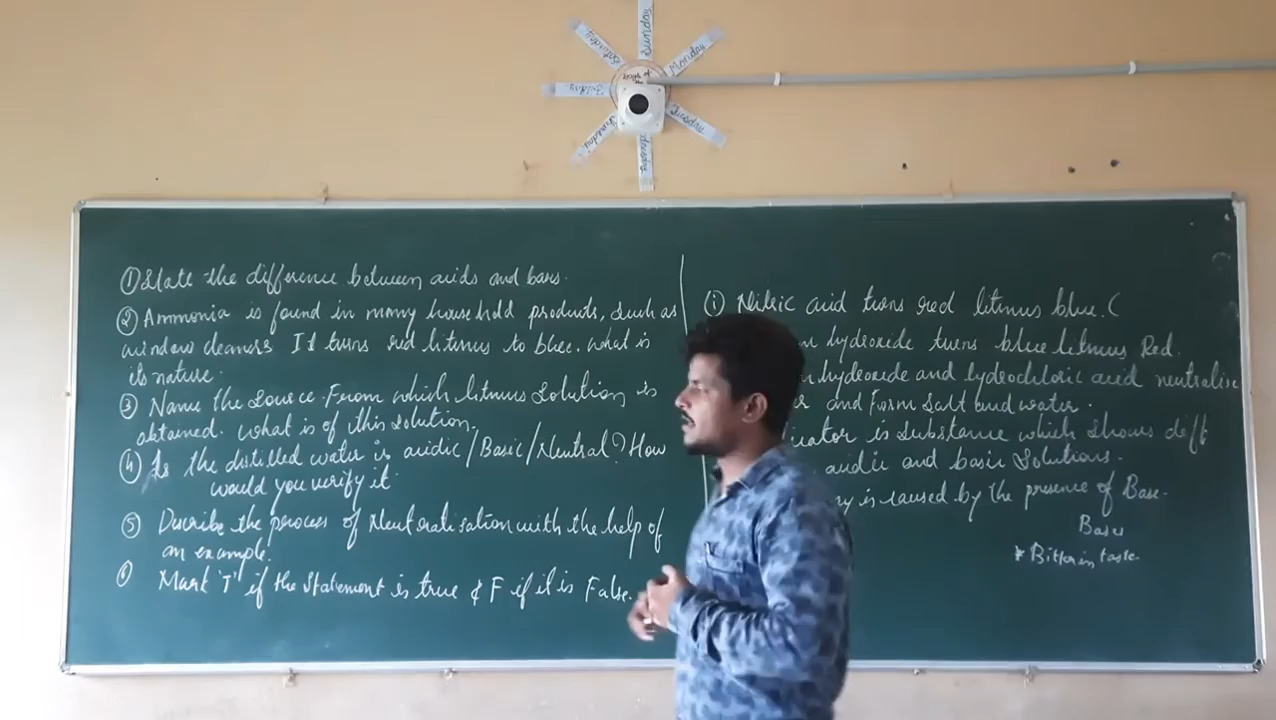 Sunday
Monday
Saturday
Friday
Thursday
① State the difference between acids and bases.
② Ammonia is found in many household products, such as
window cleaners It turns red litmus to blue. what is
its nature.
③ Name the source From which litmus solution is
obtained. what is of this solution.
④ Is the distilled water is acidic/Basic/Neutral? How
would you verify it.
⑤ Describe the process of Neutralisation with the help of
an example.
⑥ Mark 'T' if the statement is true & F if it is False.
① Nitric acid turns red litmus blue. (
hydroxide turns blue litmus Red.
hydroxide and hydrochloric acid neutralise
and form salt and water.
is substance which shows
acidic and basic solutions.
is caused by the presence of Base.
Bases
* Bitter in taste